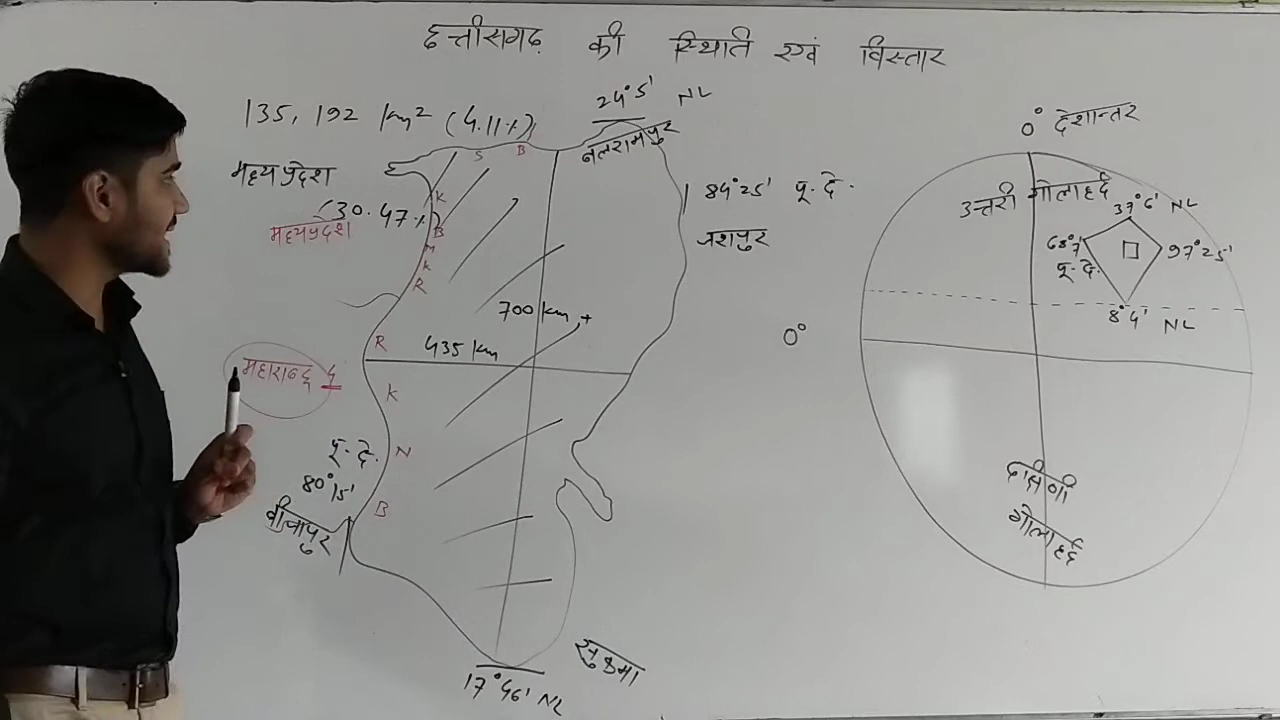 छत्तीसगढ़ की स्थिति एवं विस्तार
135, 192 km² (4.11%)
24°5' NL
बलरामपुर
मध्यप्रदेश
(30.47%)
मध्यप्रदेश
S B
K
B
M
K
R
R
K
N
B
84°25' पू. दे.
जशपुर
700 km +
435 km
महाराष्ट्र
पू. दे.
80°15'
बीजापुर
17°46' NL
सुकमा
0° देशान्तर
उत्तरी गोलार्द्ध
37°6' NL
68°7'
पू. दे.
97°25'
8°4' NL
0°
दक्षिणी
गोलार्द्ध